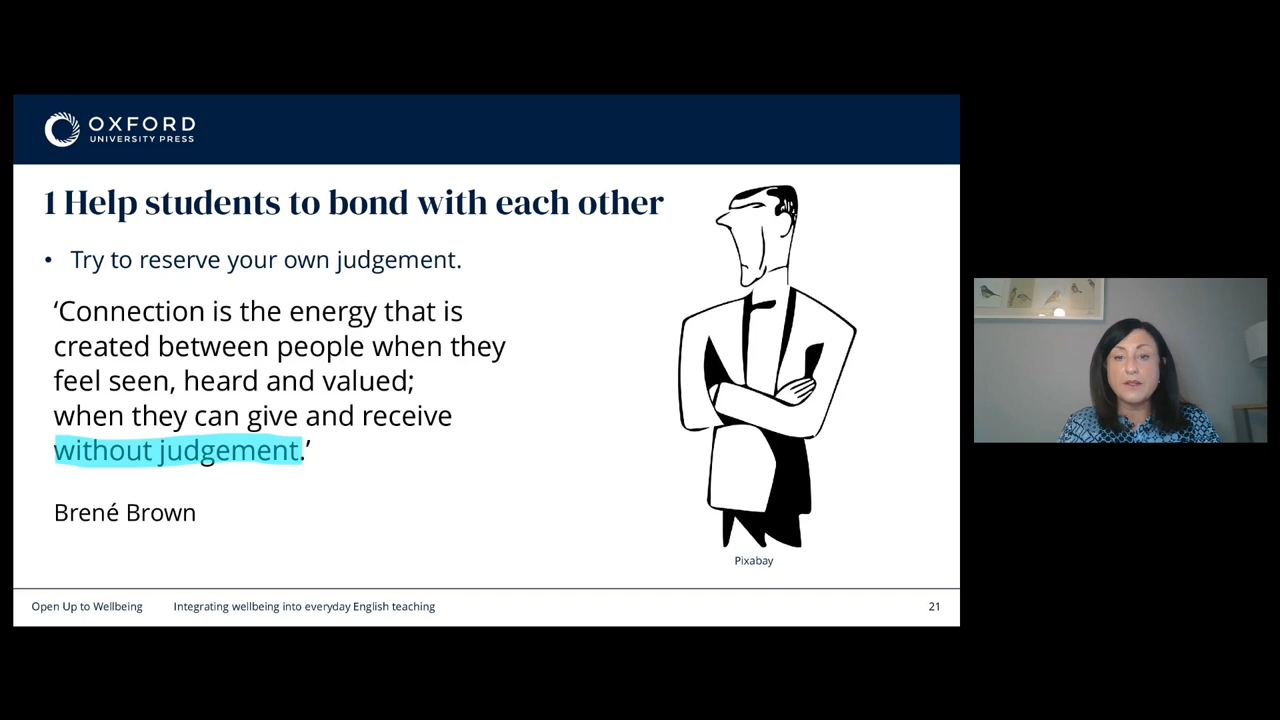 OXFORD
UNIVERSITY PRESS
1 Help students to bond with each other
• Try to reserve your own judgement.
‘Connection is the energy that is
created between people when they
feel seen, heard and valued;
when they can give and receive
without judgement.’
Brené Brown
Pixabay
Open Up to Wellbeing Integrating wellbeing into everyday English teaching 21